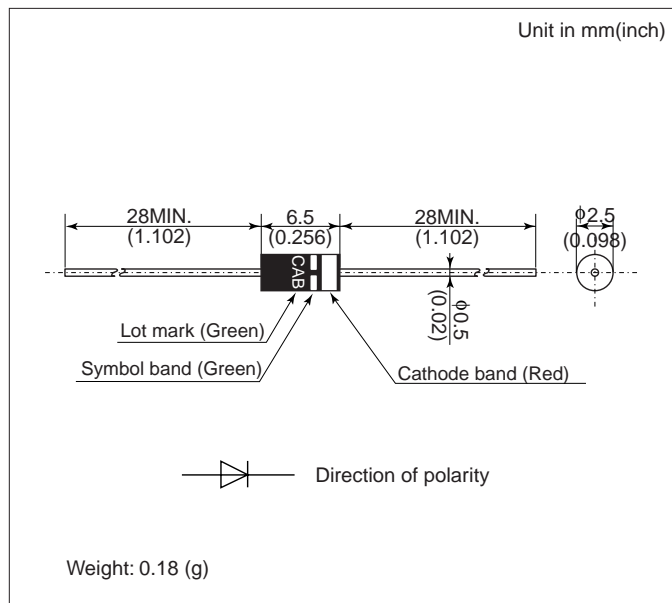 Unit in mm(inch)
28MIN.
(1.102)
6.5
(0.256)
28MIN.
(1.102)
ϕ2.5
(0.098)
CAB
ϕ0.5
(0.02)
Lot mark (Green)
Symbol band (Green)
Cathode band (Red)
Direction of polarity
Weight: 0.18 (g)